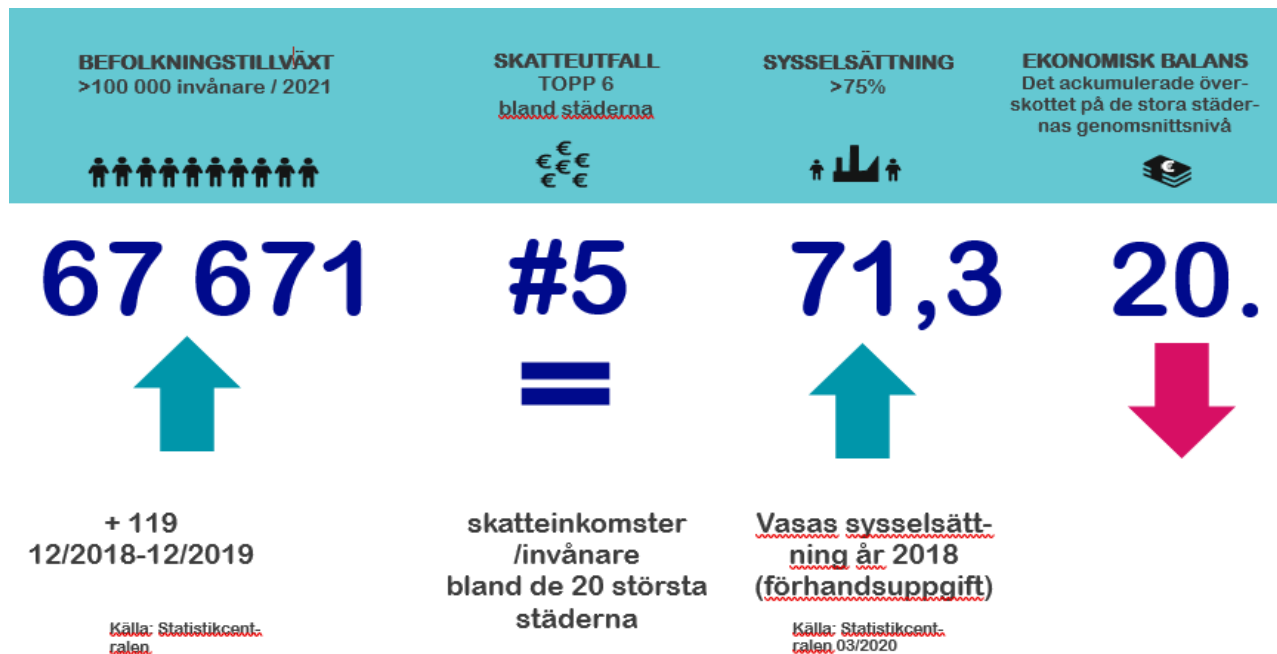 BEFOLKNINGSTILLVÄXT
>100 000 invånare / 2021
SKATTEUTFALL
TOPP 6
bland städerna
SYSSELSÄTTNING
>75%
EKONOMISK BALANS
Det ackumulerade över-
skottet på de stora städer-
nas genomsnittsnivå
€ € € € € € €
€
67 671
#5
71,3
20.
=
+ 119
12/2018-12/2019
Källa: Statistikcent-
ralen
skatteinkomster
/invånare
bland de 20 största
städerna
Vasas sysselsätt-
ning år 2018
(förhandsuppgift)
Källa: Statistikcent-
ralen 03/2020